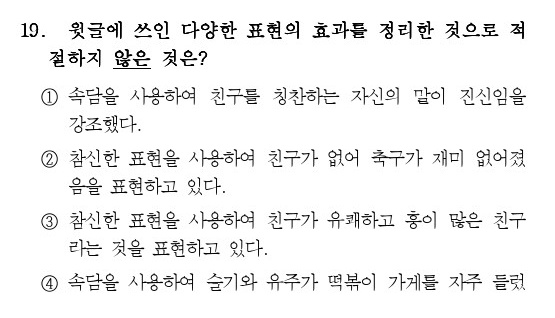 19. 윗글에 쓰인 다양한 표현의 효과를 정리한 것으로 적
절하지 않은 것은?
① 속담을 사용하여 친구를 칭찬하는 자신의 말이 진심임을
강조했다.
② 참신한 표현을 사용하여 친구가 없어 축구가 재미 없어졌
음을 표현하고 있다.
③ 참신한 표현을 사용하여 친구가 유쾌하고 흥이 많은 친구
라는 것을 표현하고 있다.
④ 속담을 사용하여 슬기와 유주가 떡볶이 가게를 자주 들렀